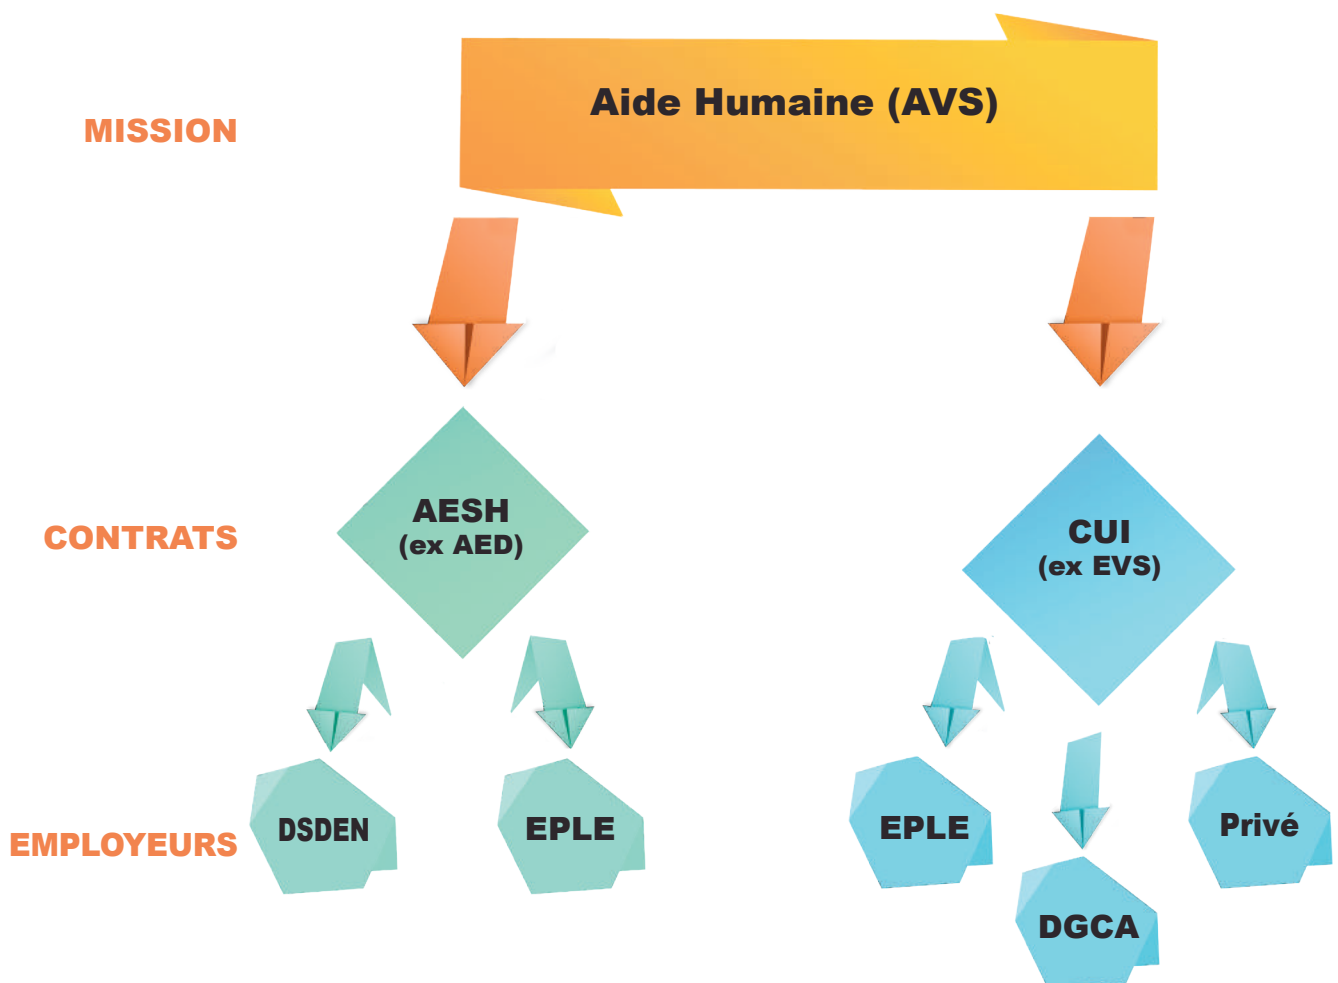 Aide Humaine (AVS)
MISSION
AESH
(ex AED)
CUI
(ex EVS)
CONTRATS
DSDEN
EPLE
EPLE
Privé
EMPLOYEURS
DGCA